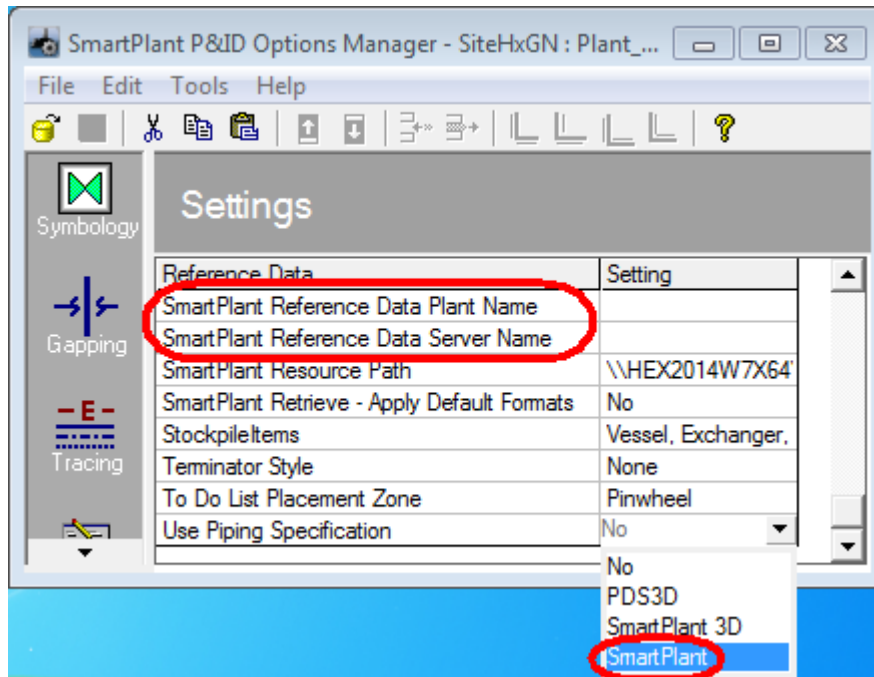 SmartPlant P&ID Options Manager - SiteHxGN : Plant_...
File Edit Tools Help
Settings
Symbology
Gapping
- E -
Tracing
Reference Data Setting
SmartPlant Reference Data Plant Name
SmartPlant Reference Data Server Name
SmartPlant Resource Path \\HEX2014W7X64'
SmartPlant Retrieve - Apply Default Formats No
StockpileItems Vessel, Exchanger,
Terminator Style None
To Do List Placement Zone Pinwheel
Use Piping Specification No
No
PDS3D
SmartPlant 3D
SmartPlant